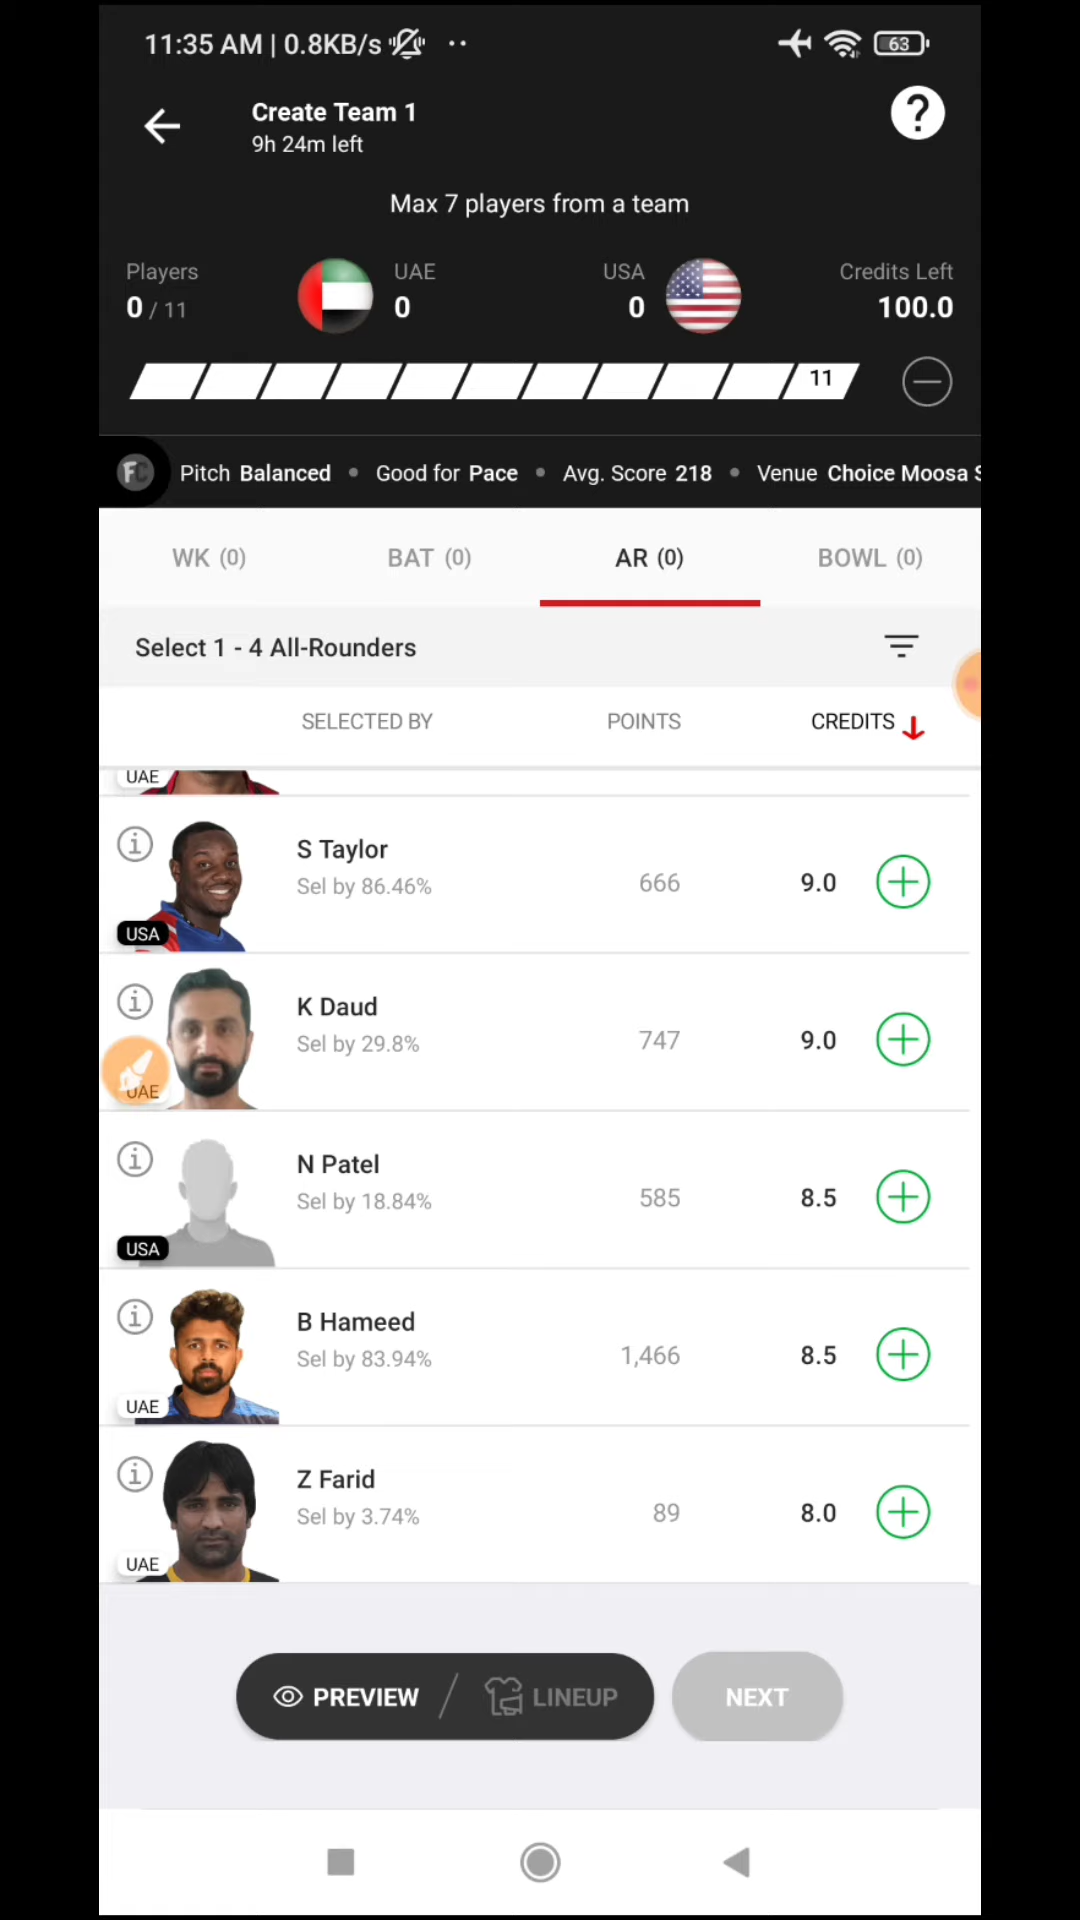 11:35 AM | 0.8KB/s
63
Create Team 1
9h 24m left
?
Max 7 players from a team
Players UAE USA Credits Left
0 / 11 0 0 100.0
11
FC Pitch Balanced • Good for Pace • Avg. Score 218 • Venue Choice Moosa S
WK (0) BAT (0) AR (0) BOWL (0)
Select 1 - 4 All-Rounders
SELECTED BY POINTS CREDITS
UAE
S Taylor
Sel by 86.46% 666 9.0
USA
K Daud
Sel by 29.8% 747 9.0
UAE
N Patel
Sel by 18.84% 585 8.5
USA
B Hameed
Sel by 83.94% 1,466 8.5
UAE
Z Farid
Sel by 3.74% 89 8.0
UAE
PREVIEW / LINEUP NEXT